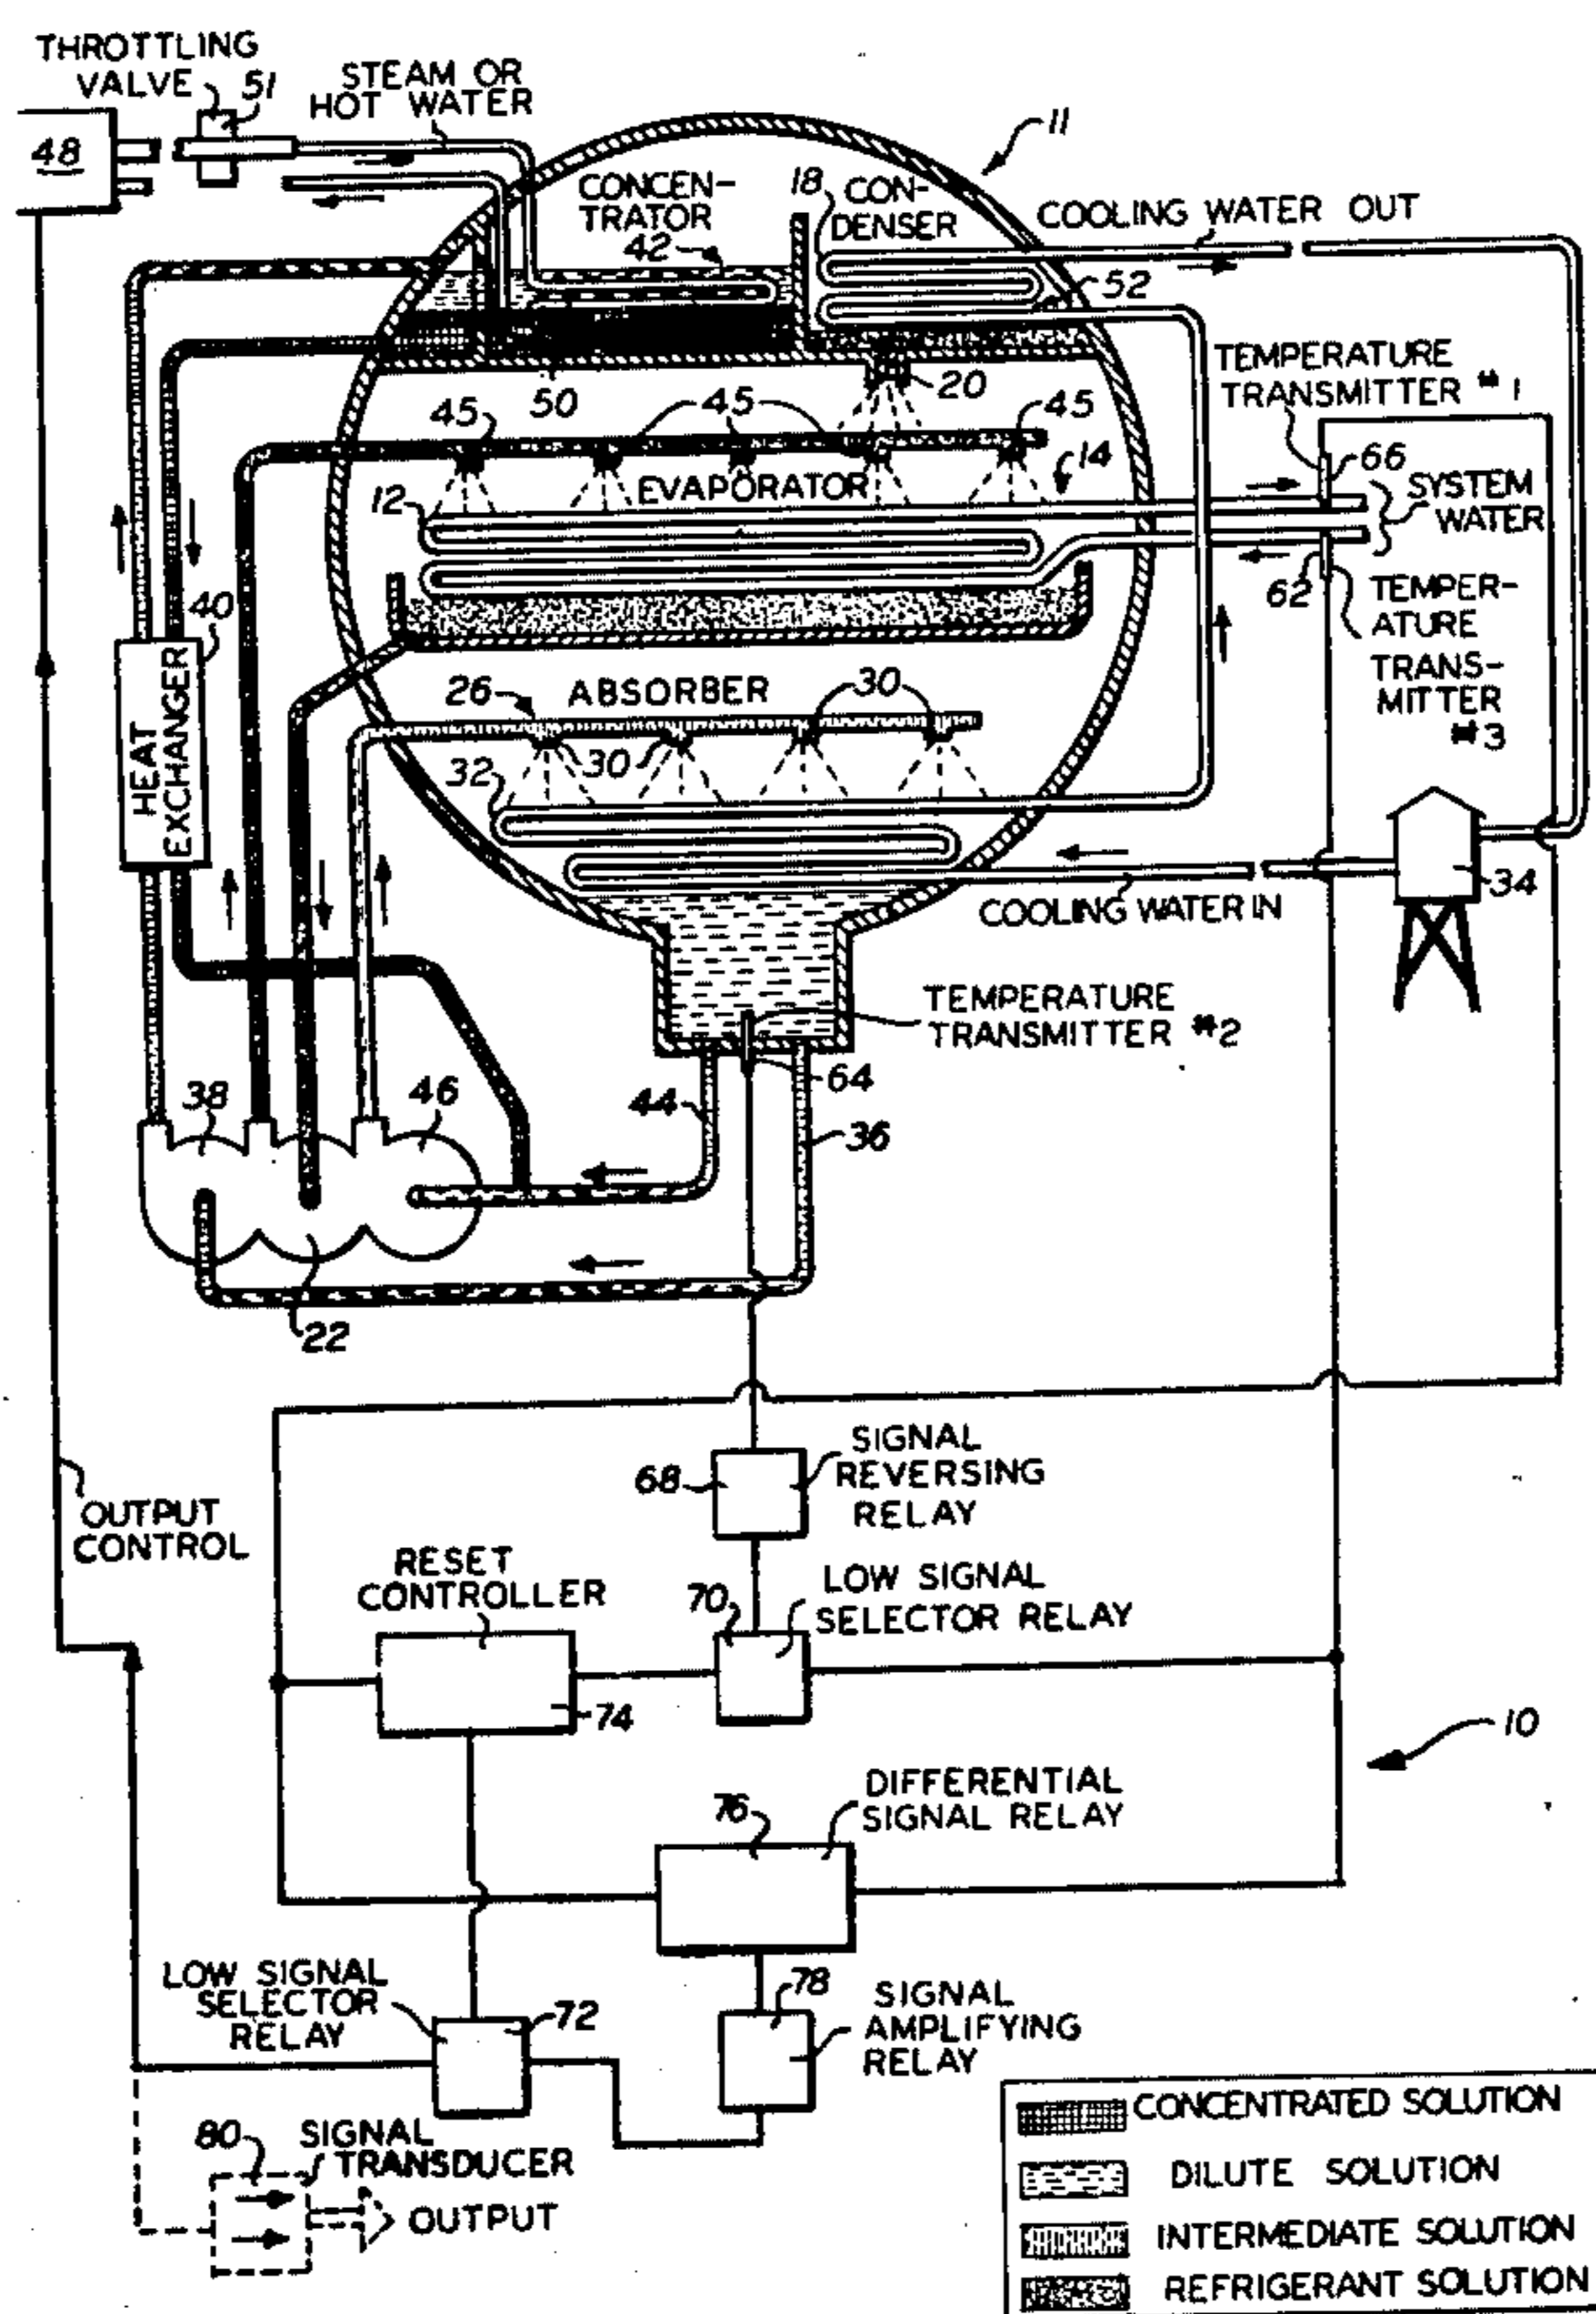 THROTTLING
VALVE 51
STEAM OR
HOT WATER
48
11
CONCEN-
TRATOR
42
18 CON-
DENSER
COOLING WATER OUT
52
TEMPERATURE
TRANSMITTER #1
50
20
45
45
45
14
66
EVAPORATOR
SYSTEM
WATER
12
62
TEMPER-
ATURE
TRANS-
MITTER
#3
40
HEAT
EXCHANGER
26
ABSORBER
30
30
32
34
COOLING WATER IN
TEMPERATURE
TRANSMITTER #2
64
38
46
44
36
22
68
SIGNAL
REVERSING
RELAY
OUTPUT
CONTROL
RESET
CONTROLLER
70
LOW SIGNAL
SELECTOR RELAY
74
10
76
DIFFERENTIAL
SIGNAL RELAY
LOW SIGNAL
SELECTOR
RELAY
72
78
SIGNAL
AMPLIFYING
RELAY
80
SIGNAL
TRANSDUCER
OUTPUT
CONCENTRATED SOLUTION
DILUTE SOLUTION
INTERMEDIATE SOLUTION
REFRIGERANT SOLUTION